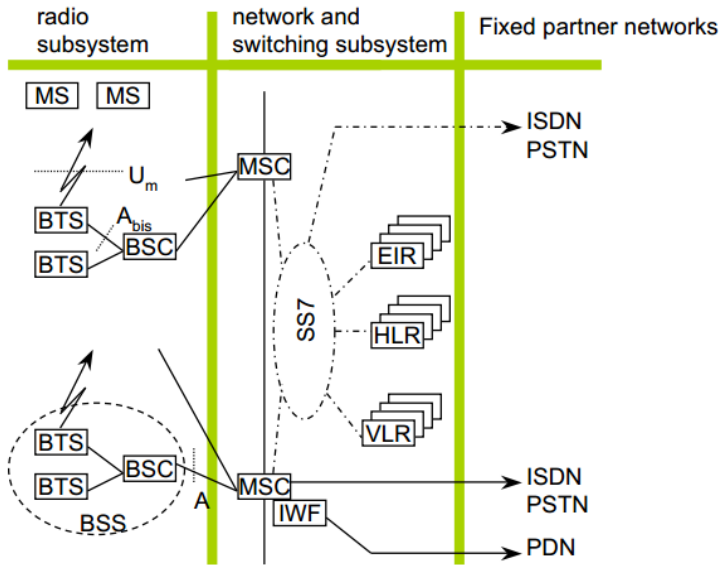 radio
subsystem
network and
switching subsystem
Fixed partner networks
MS MS
ISDN
PSTN
MSC
Um
BTS
Abis
BSC
BTS
EIR
SS7
HLR
VLR
BTS
BSC
BTS
BSS
A
MSC
IWF
ISDN
PSTN
PDN